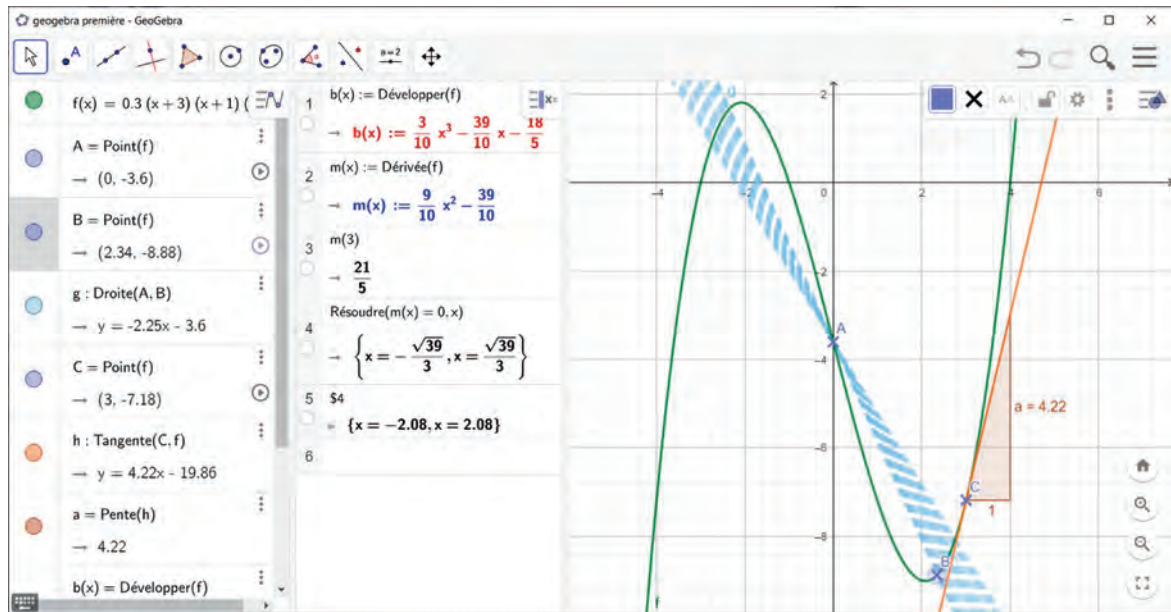 geogebra première - GeoGebra
A
a=2
f(x) = 0.3 (x + 3) (x + 1) (
A = Point(f)
→ (0, -3.6)
B = Point(f)
→ (2.34, -8.88)
g : Droite(A, B)
→ y = -2.25x - 3.6
C = Point(f)
→ (3, -7.18)
h : Tangente(C, f)
→ y = 4.22x - 19.86
a = Pente(h)
→ 4.22
b(x) = Développer(f)
x=
1
b(x) := Développer(f)
→ b(x) := 3/10 x³ − 39/10 x − 18/5
2
m(x) := Dérivée(f)
→ m(x) := 9/10 x² − 39/10
3
m(3)
→ 21/5
4
Résoudre(m(x) = 0, x)
→ {x = − √39/3 , x = √39/3}
5
$4
≈ {x = −2.08, x = 2.08}
6
AA
g
2
−4
−2
0
2
4
6
−2
A
−4
a = 4.22
−6
C
1
−8
B
f